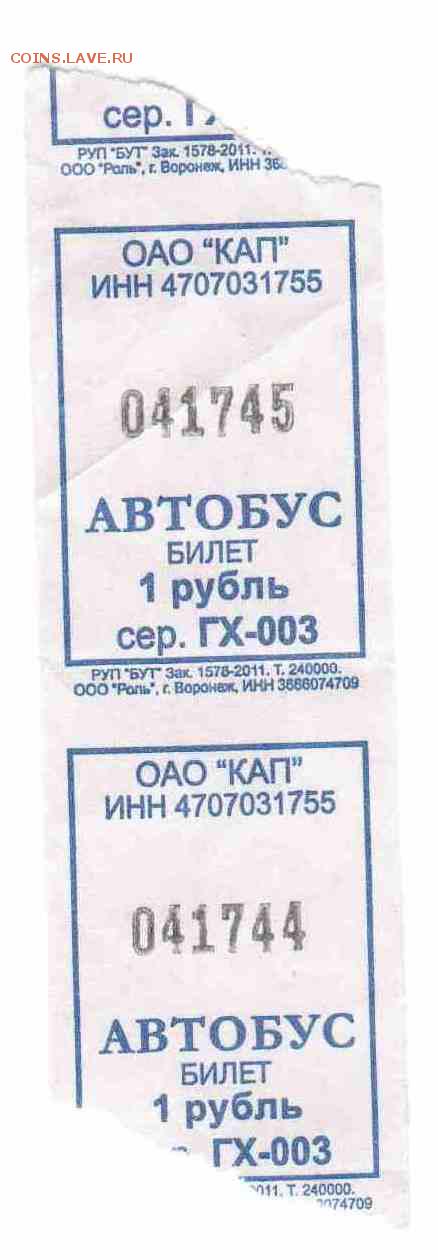 COINS.LAVE.RU
сер.
РУП "БУТ" Зак. 1578-2011.
ООО "Роль", г. Воронеж, ИНН
ОАО "КАП"
ИНН 4707031755
041745
АВТОБУС
БИЛЕТ
1 рубль
сер. ГХ-003
РУП "БУТ" Зак. 1578-2011. Т. 240000.
ООО "Роль", г. Воронеж, ИНН 3666074709
ОАО "КАП"
ИНН 4707031755
041744
АВТОБУС
БИЛЕТ
1 рубль
ГХ-003
2011. Т. 240000.